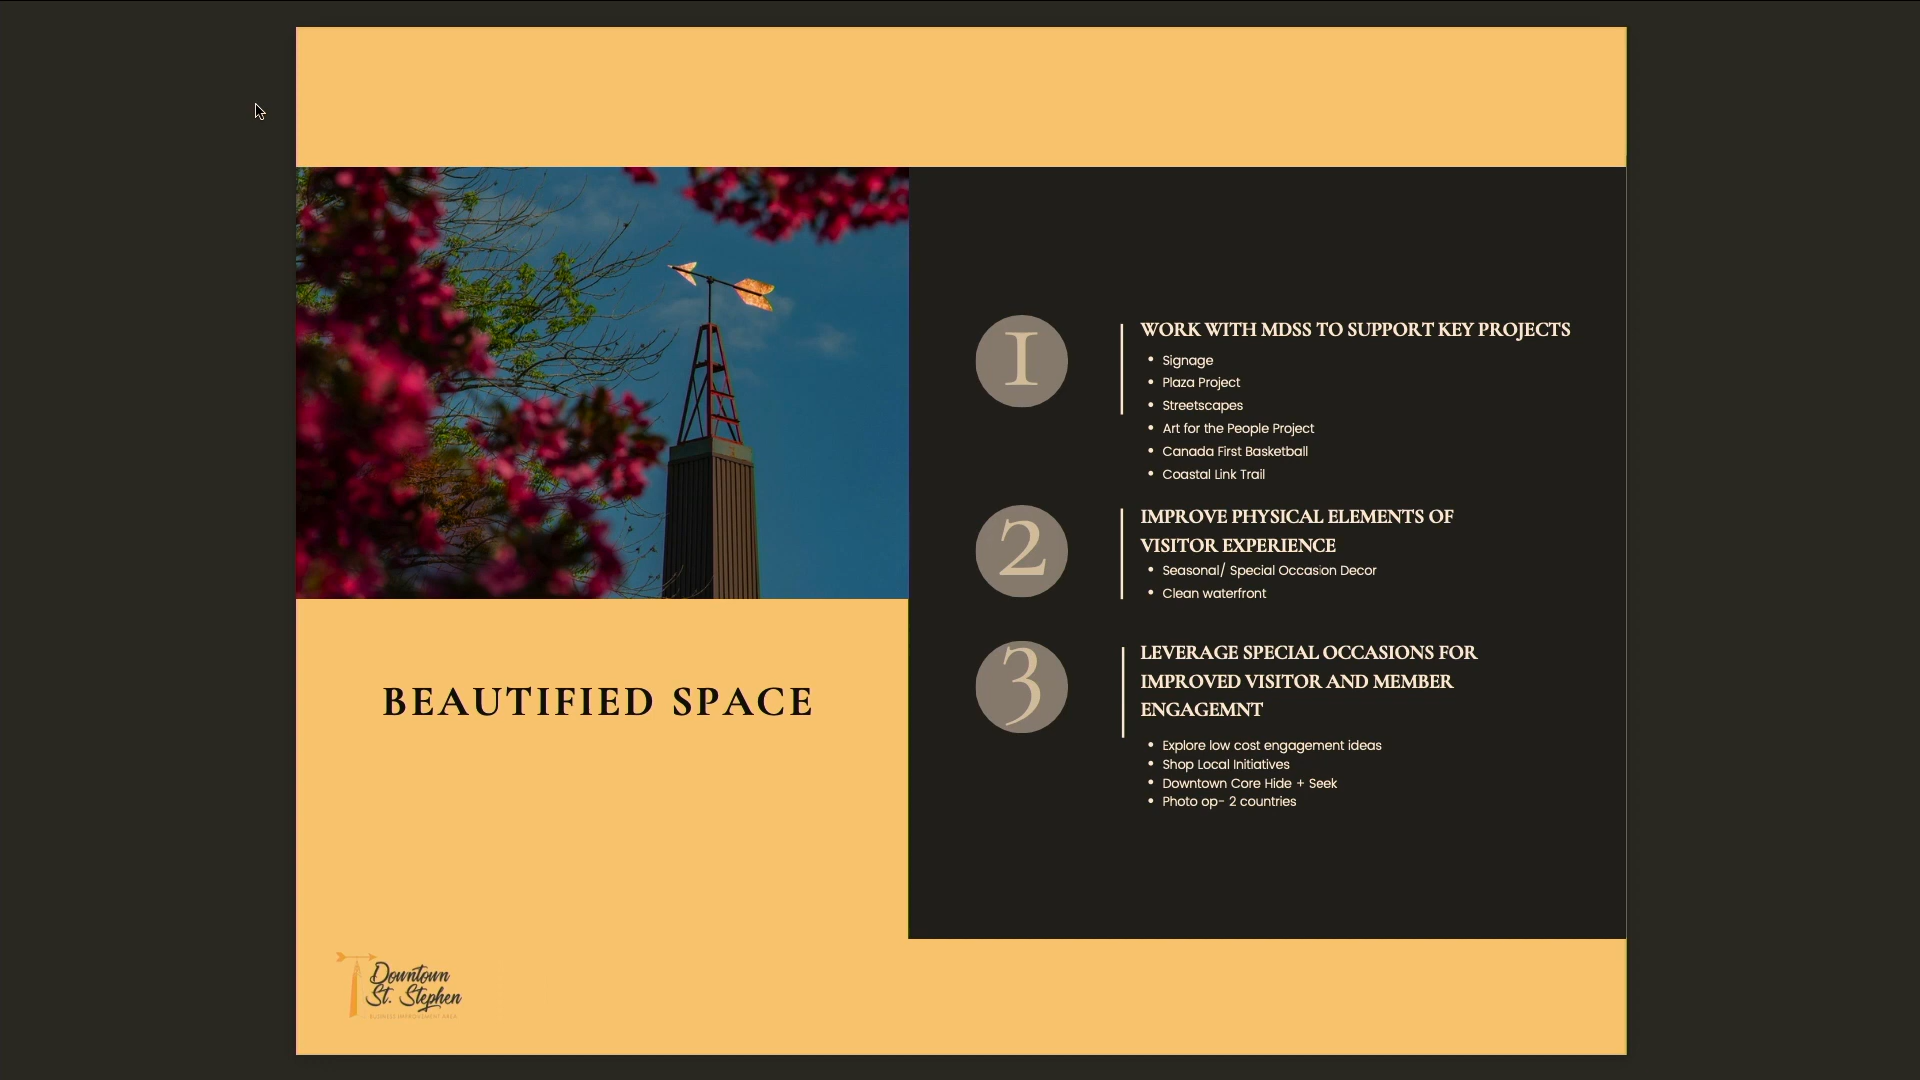 BEAUTIFIED SPACE
Downtown
St. Stephen
BUSINESS IMPROVEMENT AREA
1
WORK WITH MDSS TO SUPPORT KEY PROJECTS
• Signage
• Plaza Project
• Streetscapes
• Art for the People Project
• Canada First Basketball
• Coastal Link Trail
2
IMPROVE PHYSICAL ELEMENTS OF
VISITOR EXPERIENCE
• Seasonal/ Special Occasion Decor
• Clean waterfront
3
LEVERAGE SPECIAL OCCASIONS FOR
IMPROVED VISITOR AND MEMBER
ENGAGEMNT
• Explore low cost engagement ideas
• Shop Local Initiatives
• Downtown Core Hide + Seek
• Photo op- 2 countries